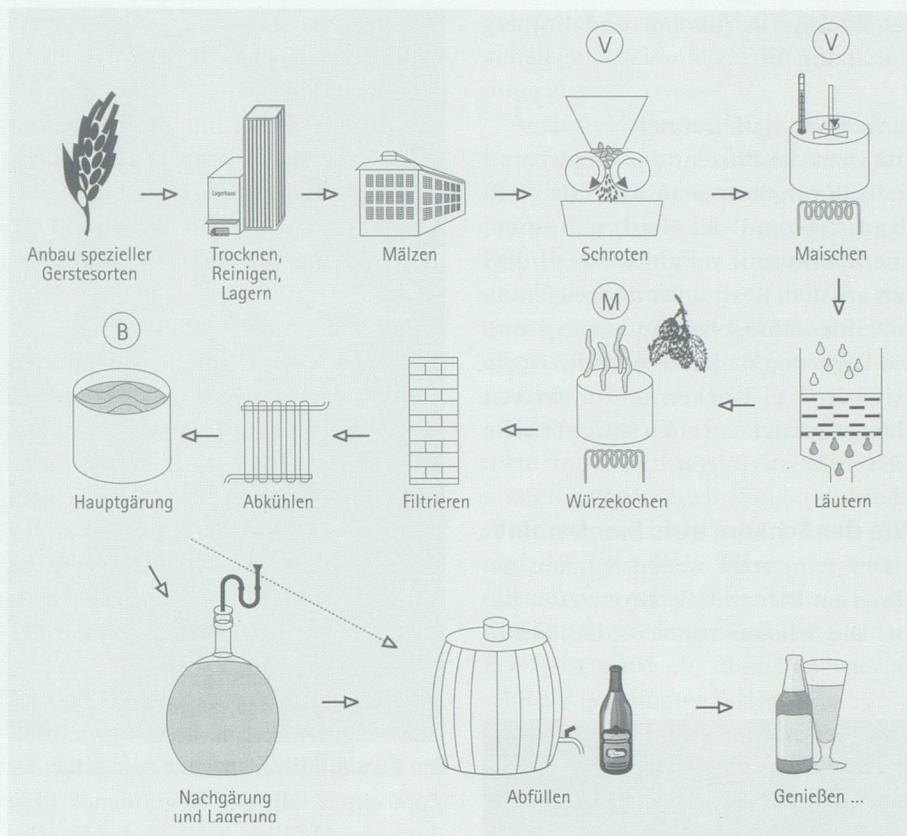 V
V
Lagerhaus
Anbau spezieller
Gerstesorten
Trocknen,
Reinigen,
Lagern
Mälzen
Schroten
Maischen
B
M
Hauptgärung
Abkühlen
Filtrieren
Würzekochen
Läutern
Nachgärung
und Lagerung
Abfüllen
Genießen ...